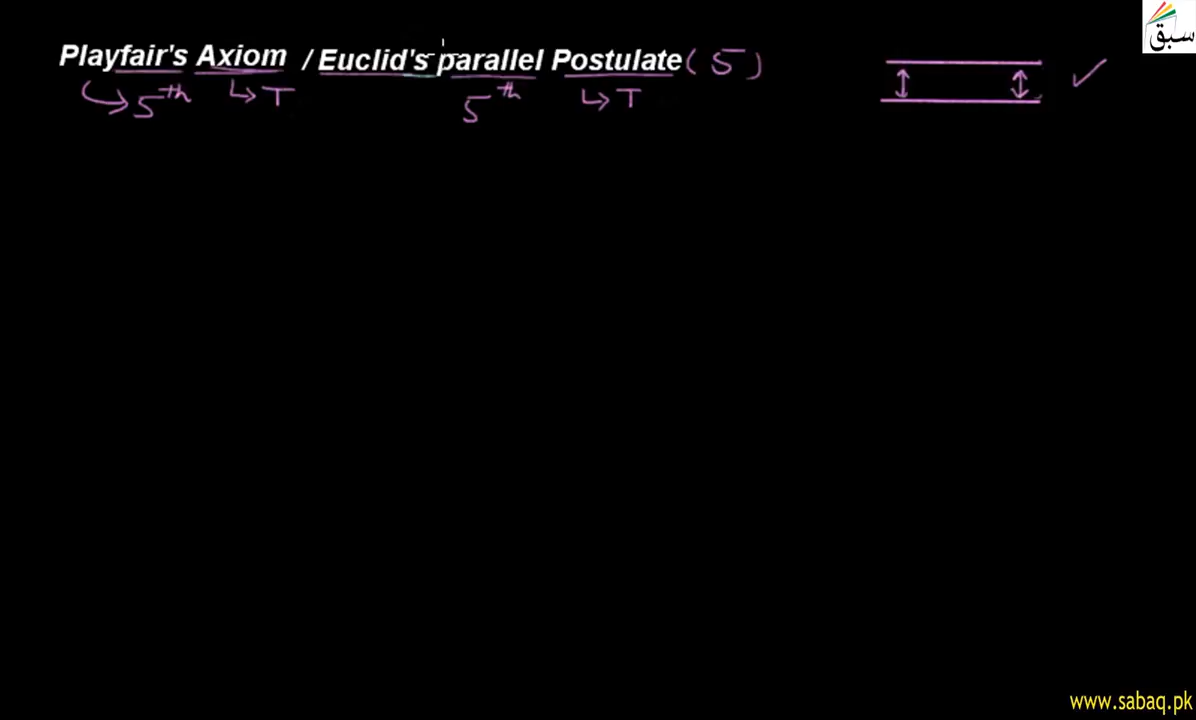 Playfair's Axiom / Euclid's parallel Postulate (5)
5th T 5th T
سبق
www.sabaq.pk